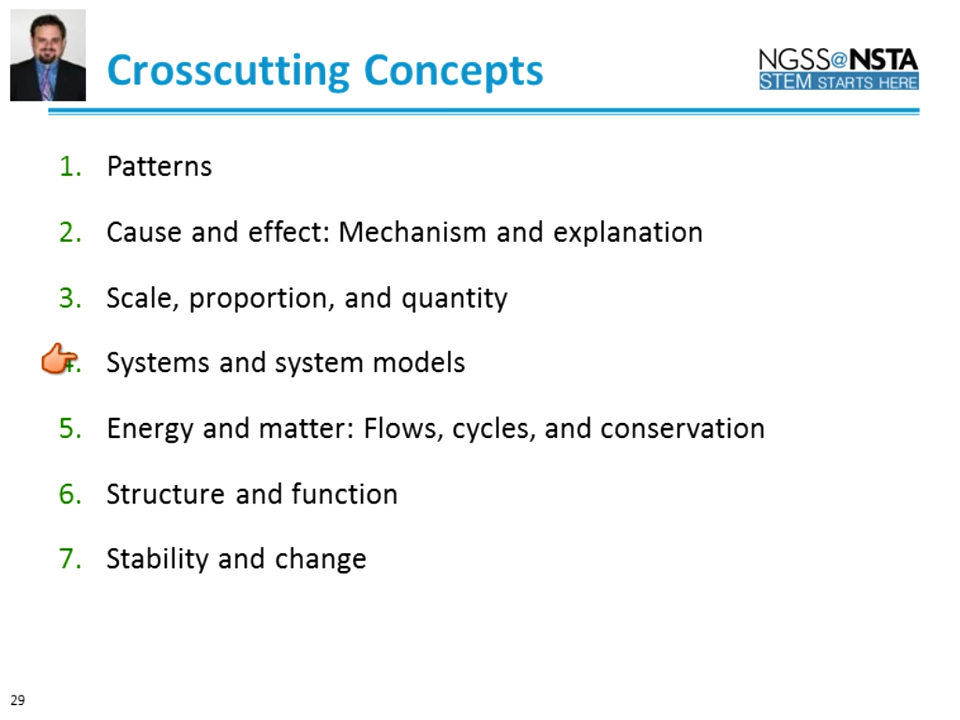 Crosscutting Concepts
NGSS@NSTA
STEM STARTS HERE
1. Patterns
2. Cause and effect: Mechanism and explanation
3. Scale, proportion, and quantity
4. Systems and system models
5. Energy and matter: Flows, cycles, and conservation
6. Structure and function
7. Stability and change
29